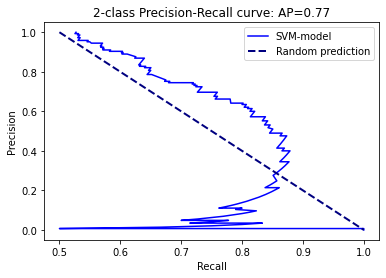 2-class Precision-Recall curve: AP=0.77
SVM-model
Random prediction
Precision
1.0
0.8
0.6
0.4
0.2
0.0
0.5 0.6 0.7 0.8 0.9 1.0
Recall